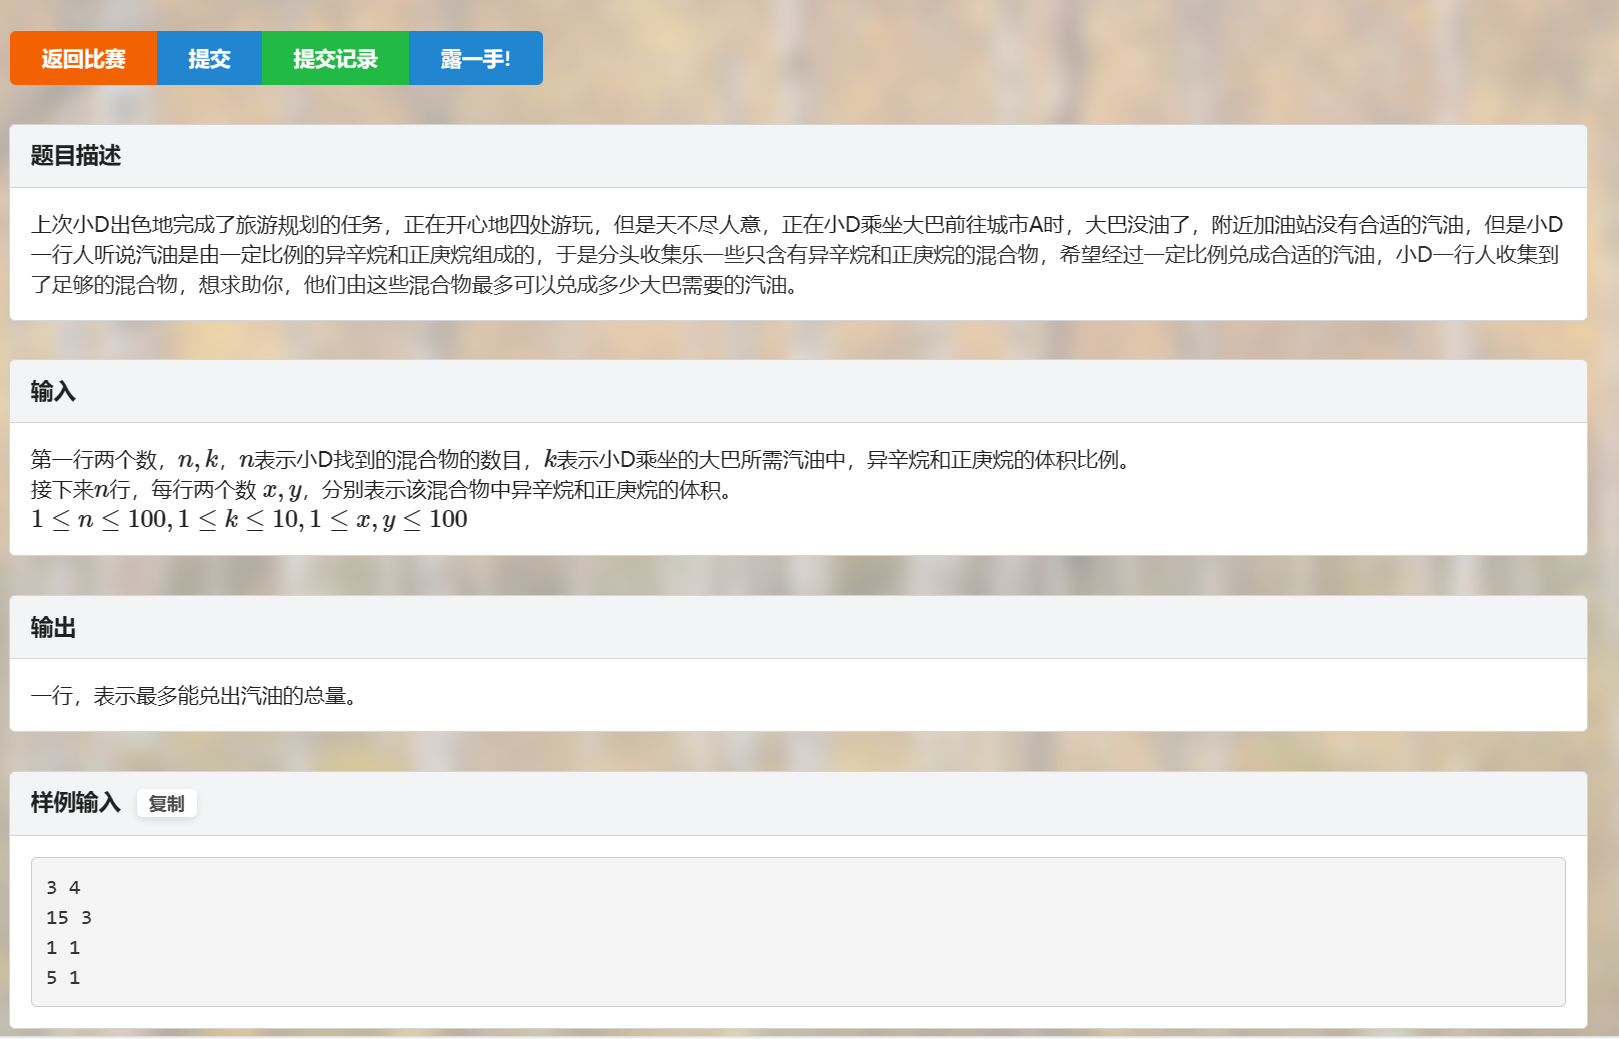 返回比赛 提交 提交记录 露一手!
题目描述
上次小D出色地完成了旅游规划的任务，正在开心地四处游玩，但是天不尽人意，正在小D乘坐大巴前往城市A时，大巴没油了，附近加油站没有合适的汽油，但是小D
一行人听说汽油是由一定比例的异辛烷和正庚烷组成的，于是分头收集乐一些只含有异辛烷和正庚烷的混合物，希望经过一定比例兑成合适的汽油，小D一行人收集到
了足够的混合物，想求助你，他们由这些混合物最多可以兑成多少大巴需要的汽油。
输入
第一行两个数，n, k，n表示小D找到的混合物的数目，k表示小D乘坐的大巴所需汽油中，异辛烷和正庚烷的体积比例。
接下来n行，每行两个数 x, y，分别表示该混合物中异辛烷和正庚烷的体积。
1 ≤ n ≤ 100, 1 ≤ k ≤ 10, 1 ≤ x, y ≤ 100
输出
一行，表示最多能兑出汽油的总量。
样例输入 复制
3 4
15 3
1 1
5 1